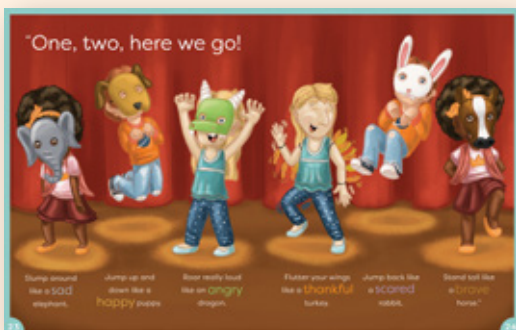 "One, two, here we go!
Slump around
like a sad
elephant.
Jump up and
down like a
happy puppy.
Roar really loud
like an angry
dragon.
Flutter your wings
like a thankful
turkey.
Jump back like
a scared
rabbit.
Stand tall like
a brave
horse."